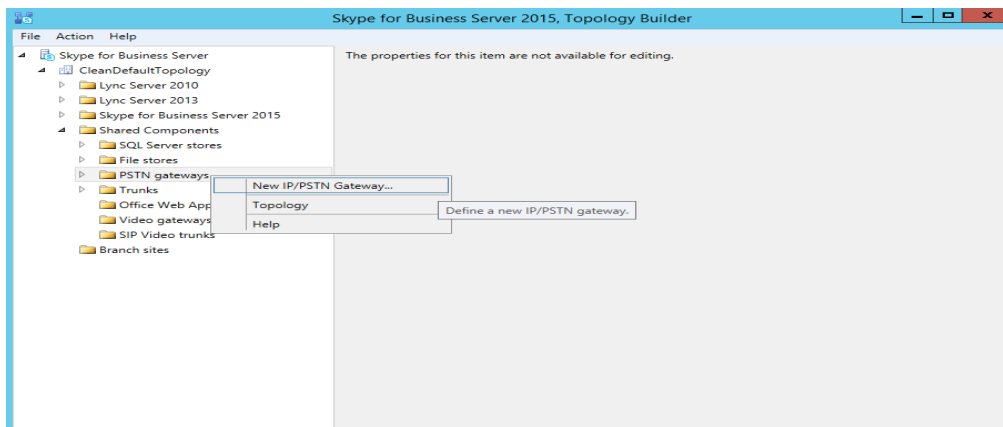 Skype for Business Server 2015, Topology Builder
File Action Help
Skype for Business Server
CleanDefaultTopology
Lync Server 2010
Lync Server 2013
Skype for Business Server 2015
Shared Components
SQL Server stores
File stores
PSTN gateways
Trunks
Office Web App
Video gateways
SIP Video trunks
Branch sites
New IP/PSTN Gateway...
Topology
Help
Define a new IP/PSTN gateway.
The properties for this item are not available for editing.